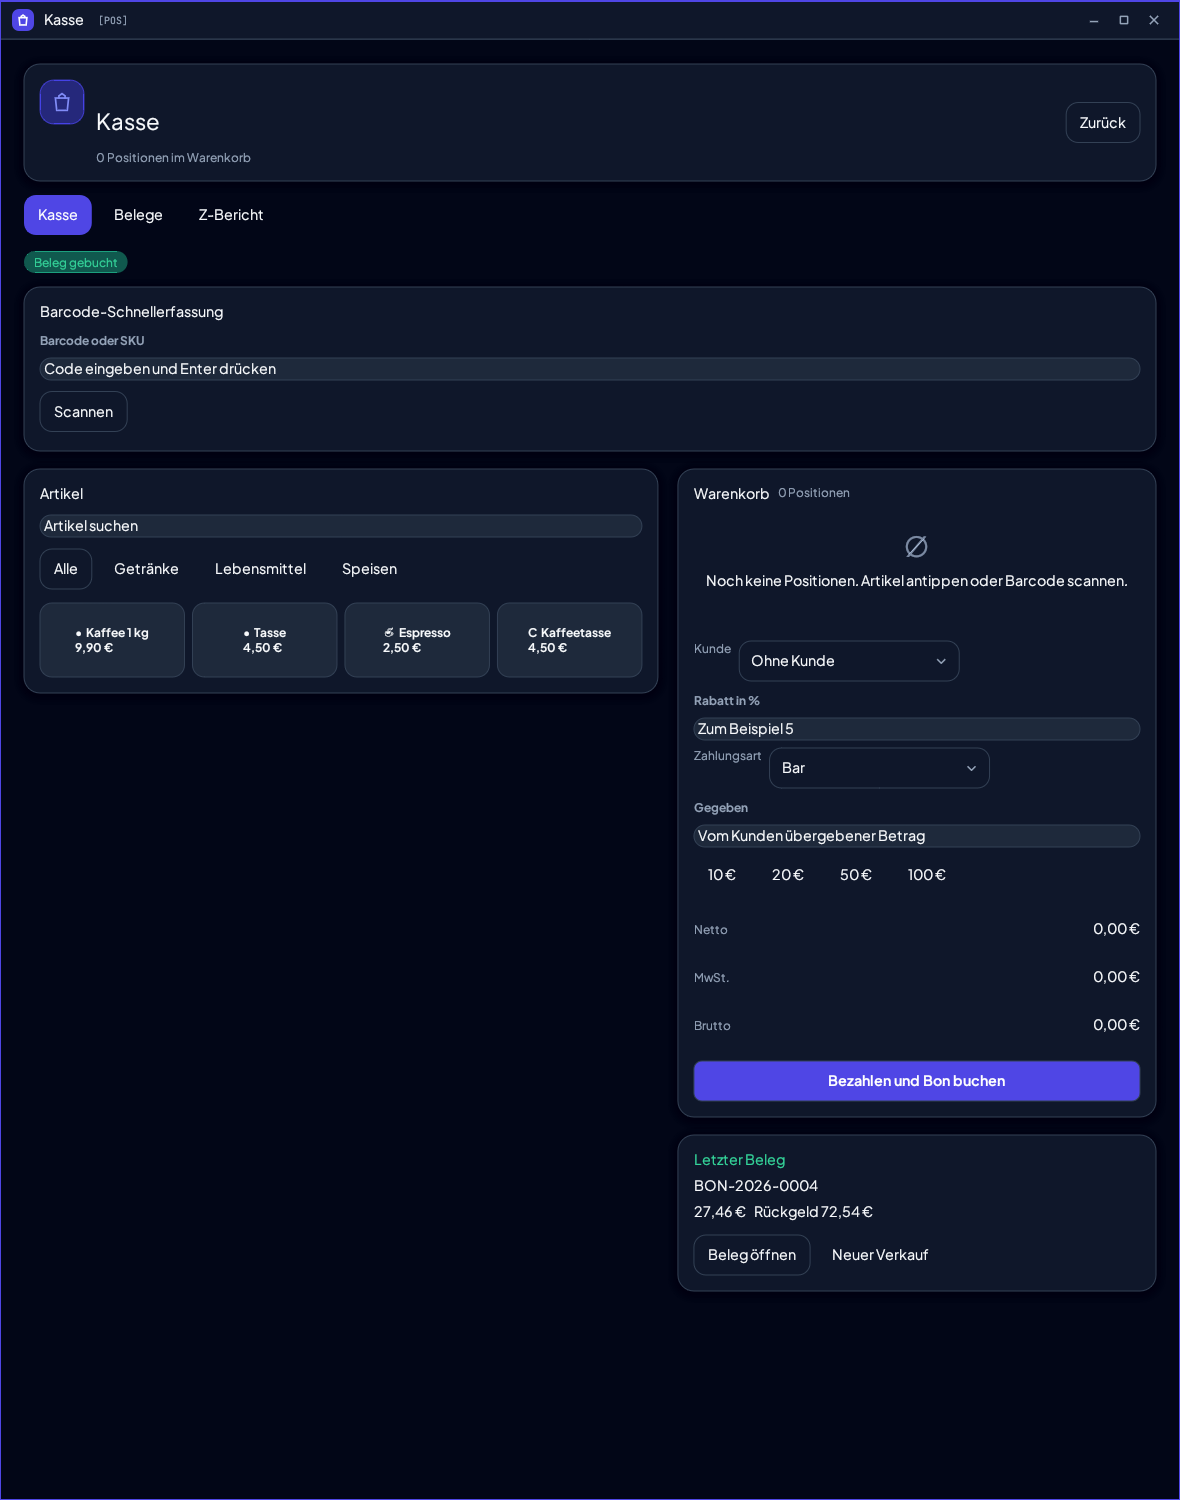 Kasse [POS]
Kasse
Zurück
0 Positionen im Warenkorb
Kasse Belege Z-Bericht
Beleg gebucht
Barcode-Schnellerfassung
Barcode oder SKU
Code eingeben und Enter drücken
Scannen
Artikel
Artikel suchen
Alle Getränke Lebensmittel Speisen
Kaffee 1 kg
9,90 €
Tasse
4,50 €
Espresso
2,50 €
C Kaffeetasse
4,50 €
Warenkorb 0 Positionen
Noch keine Positionen. Artikel antippen oder Barcode scannen.
Kunde Ohne Kunde
Rabatt in %
Zum Beispiel 5
Zahlungsart Bar
Gegeben
Vom Kunden übergebener Betrag
10 € 20 € 50 € 100 €
Netto 0,00 €
MwSt. 0,00 €
Brutto 0,00 €
Bezahlen und Bon buchen
Letzter Beleg
BON-2026-0004
27,46 € Rückgeld 72,54 €
Beleg öffnen Neuer Verkauf